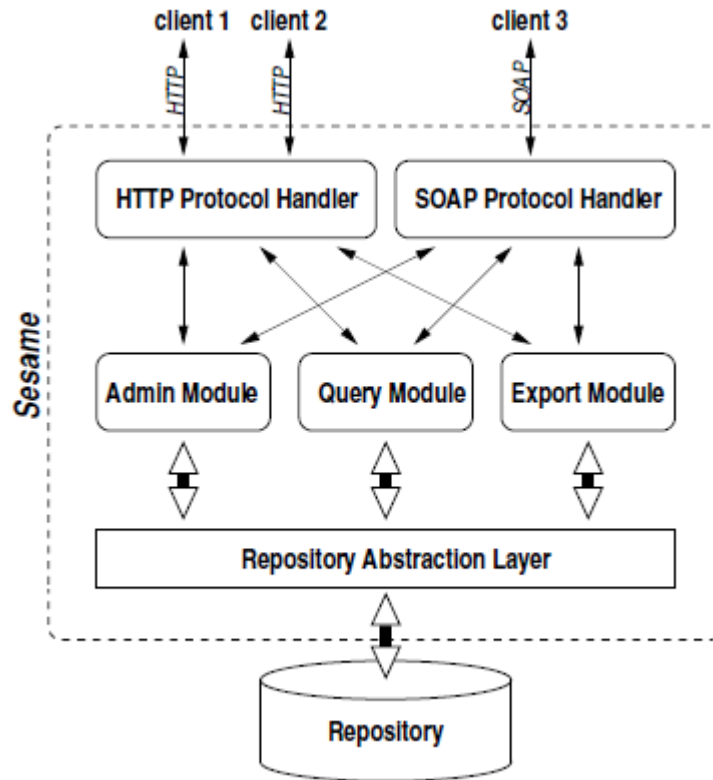 client 1
client 2
client 3
HTTP
HTTP
SOAP
HTTP Protocol Handler
SOAP Protocol Handler
Sesame
Admin Module
Query Module
Export Module
Repository Abstraction Layer
Repository